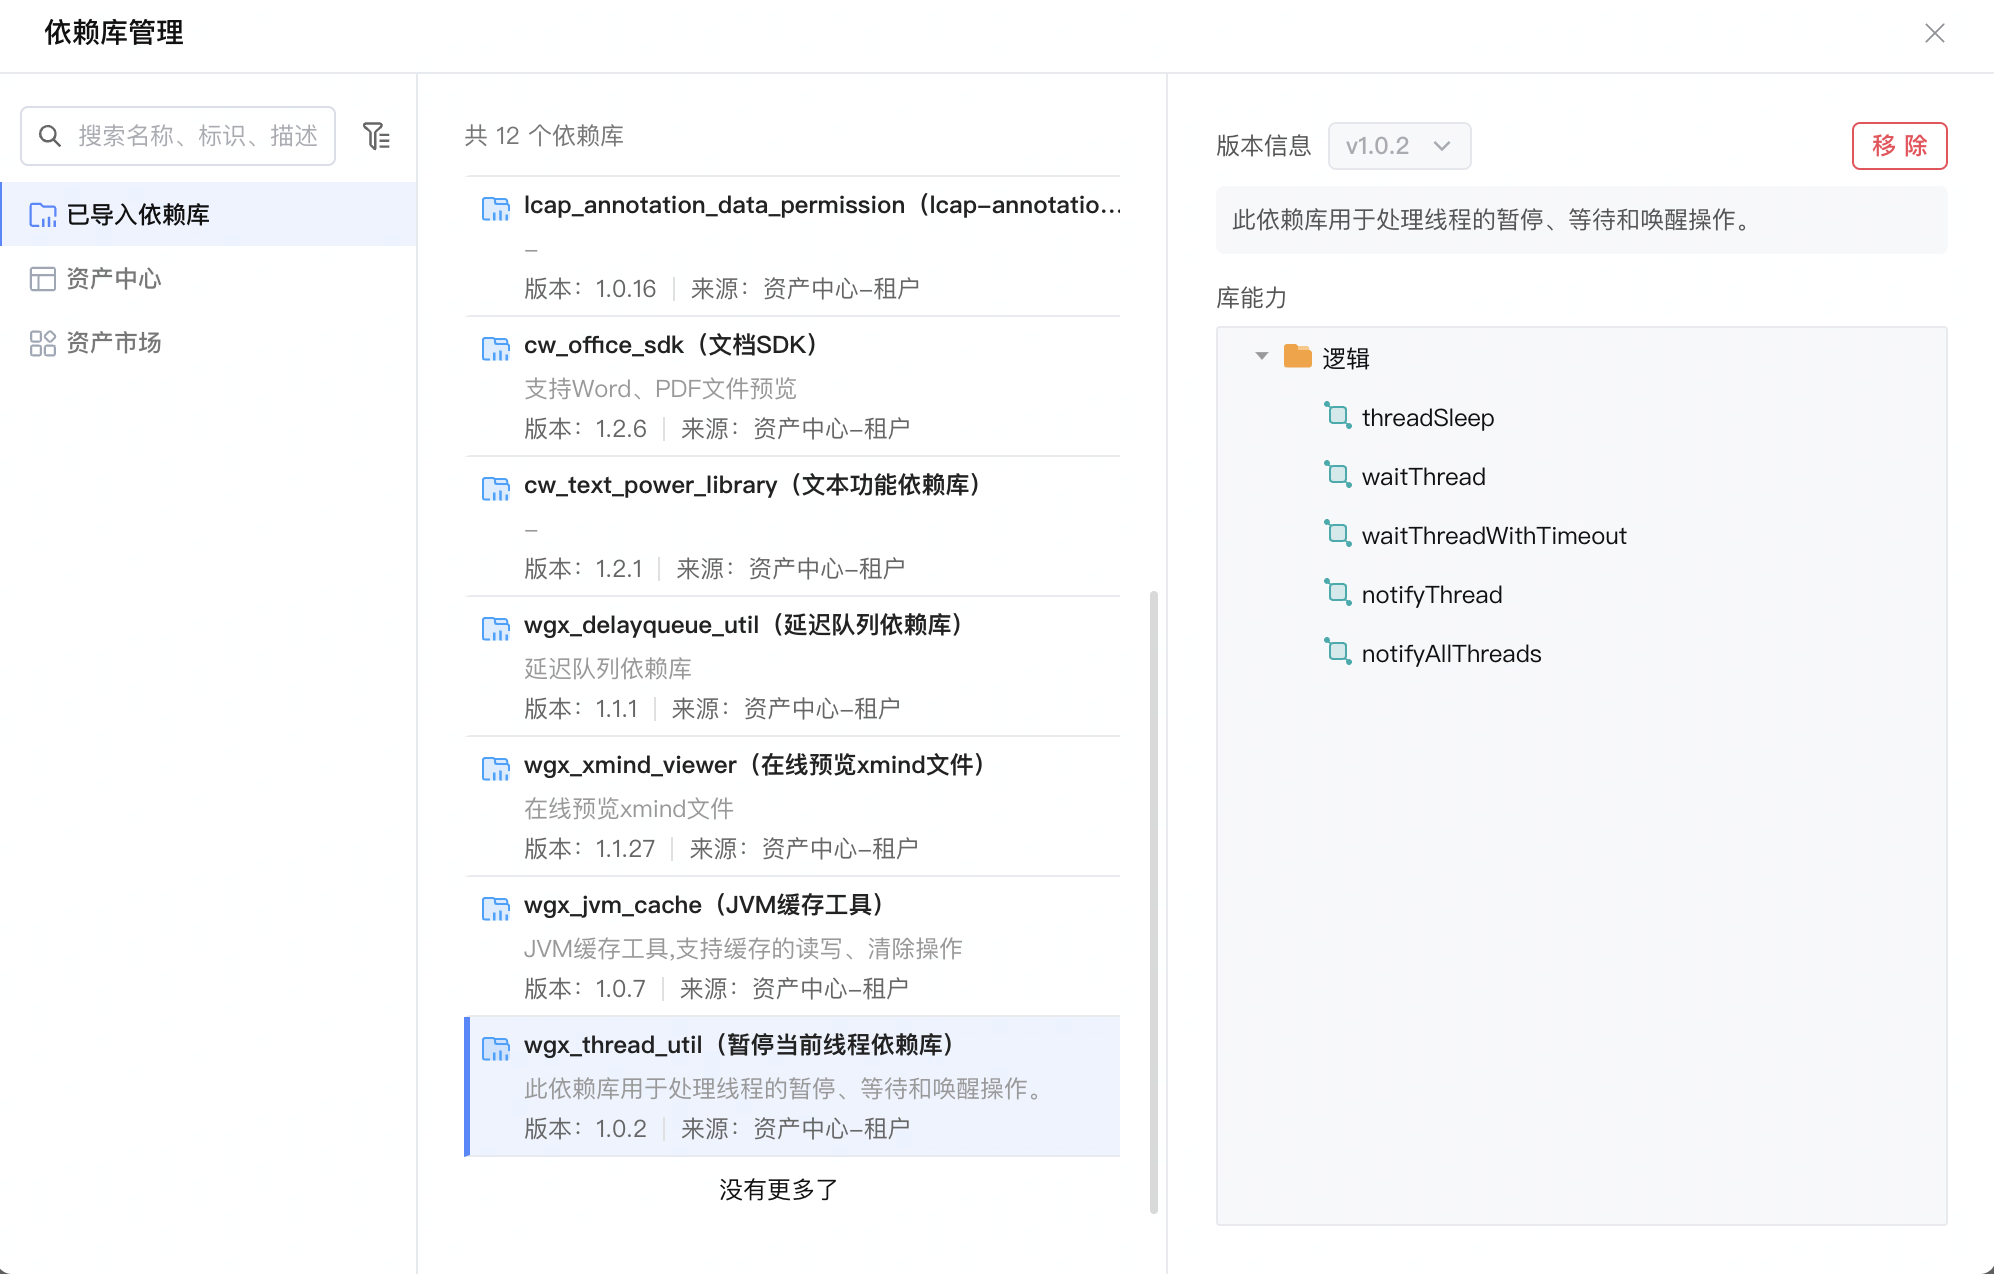 依赖库管理
搜索名称、标识、描述
已导入依赖库
资产中心
资产市场
共 12 个依赖库
lcap_annotation_data_permission（lcap-annotatio...
–
版本：1.0.16 来源：资产中心-租户
cw_office_sdk（文档SDK）
支持Word、PDF文件预览
版本：1.2.6 来源：资产中心-租户
cw_text_power_library（文本功能依赖库）
–
版本：1.2.1 来源：资产中心-租户
wgx_delayqueue_util（延迟队列依赖库）
延迟队列依赖库
版本：1.1.1 来源：资产中心-租户
wgx_xmind_viewer（在线预览xmind文件）
在线预览xmind文件
版本：1.1.27 来源：资产中心-租户
wgx_jvm_cache（JVM缓存工具）
JVM缓存工具,支持缓存的读写、清除操作
版本：1.0.7 来源：资产中心-租户
wgx_thread_util（暂停当前线程依赖库）
此依赖库用于处理线程的暂停、等待和唤醒操作。
版本：1.0.2 来源：资产中心-租户
没有更多了
版本信息 v1.0.2 移 除
此依赖库用于处理线程的暂停、等待和唤醒操作。
库能力
逻辑
threadSleep
waitThread
waitThreadWithTimeout
notifyThread
notifyAllThreads